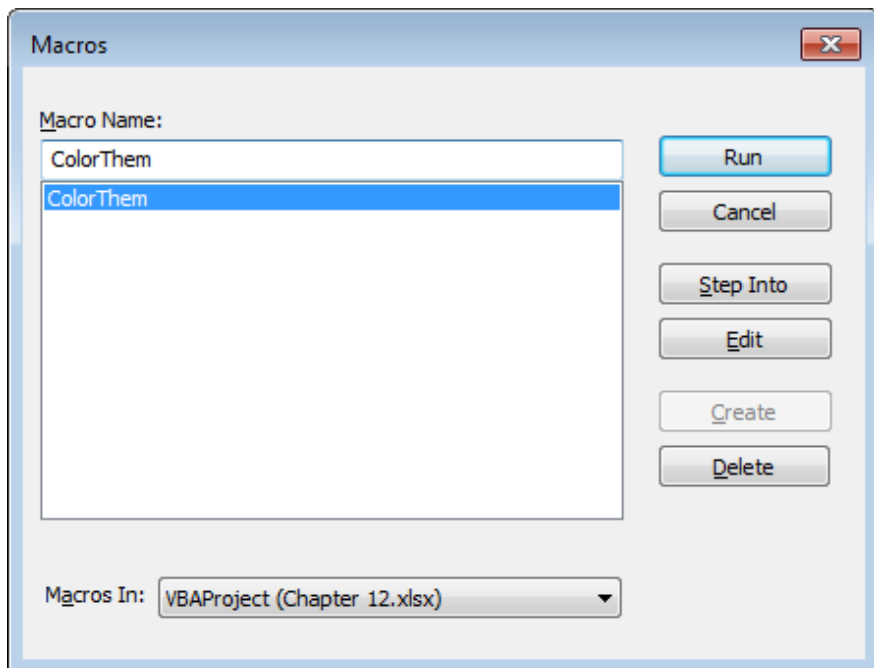 Macros
Macro Name:
ColorThem
ColorThem
Run
Cancel
Step Into
Edit
Create
Delete
Macros In: VBAProject (Chapter 12.xlsx)